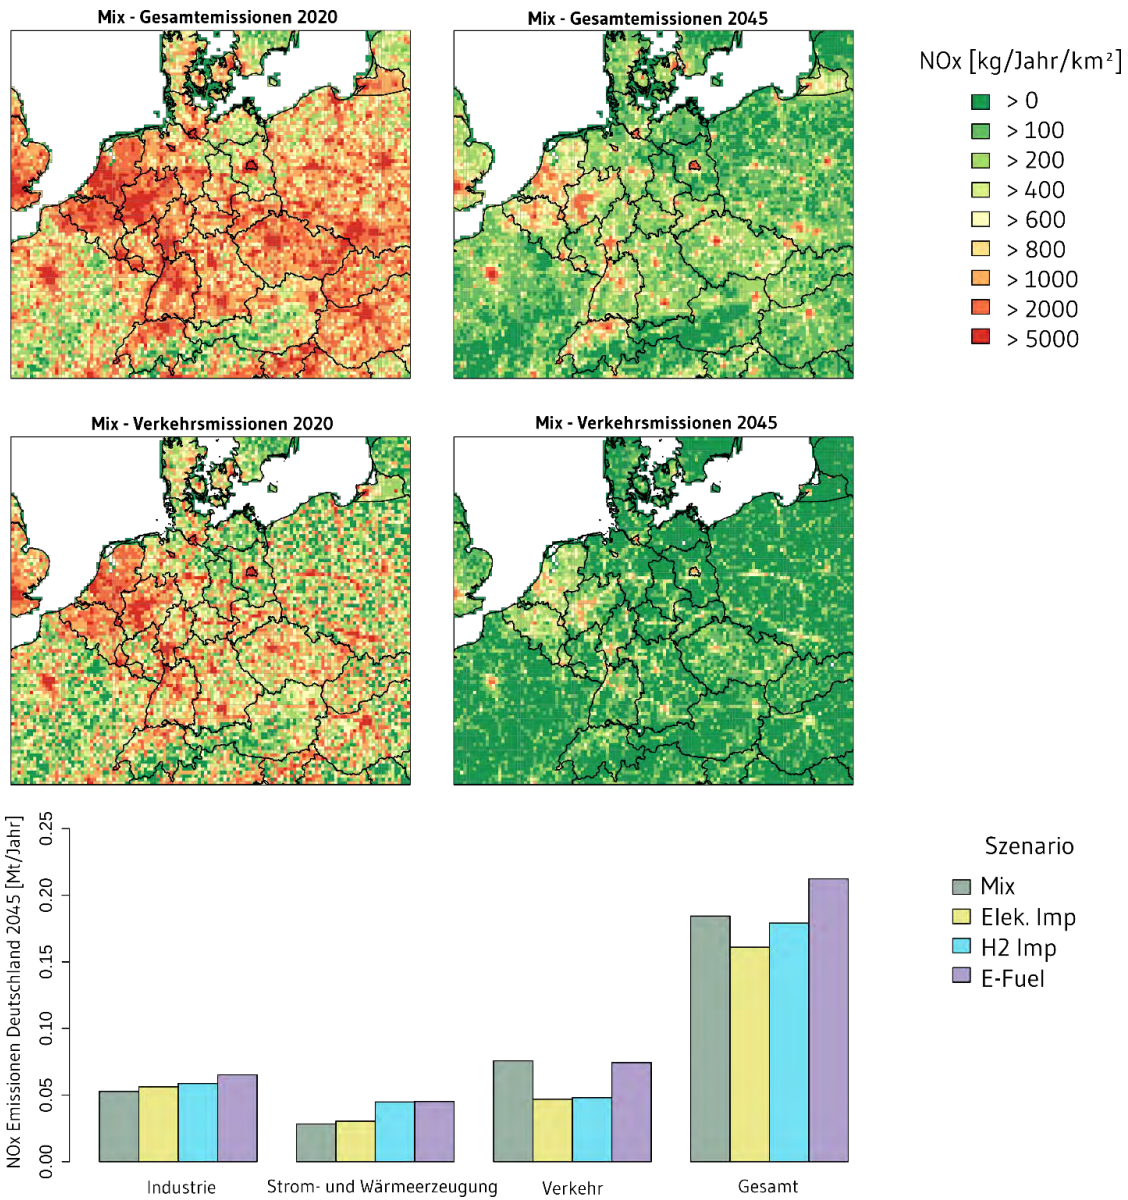 Mix - Gesamtemissionen 2020
Mix - Gesamtemissionen 2045
NOx [kg/Jahr/km²]
> 0
> 100
> 200
> 400
> 600
> 800
> 1000
> 2000
> 5000
Mix - Verkehrsmissionen 2020
Mix - Verkehrsmissionen 2045
NOx Emissionen Deutschland 2045 [Mt/Jahr]
0.25
0.20
0.15
0.10
0.05
0.00
Industrie
Strom- und Wärmeerzeugung
Verkehr
Gesamt
Szenario
Mix
Elek. Imp
H2 Imp
E-Fuel